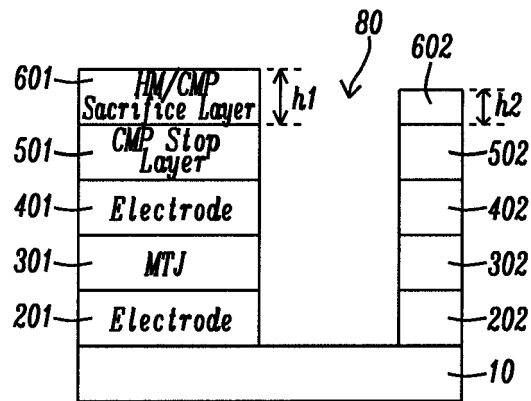 80
602
601
HM/CMP
Sacrifice Layer
h1
h2
501
CMP Stop
Layer
502
401
Electrode
402
301
MTJ
302
201
Electrode
202
10